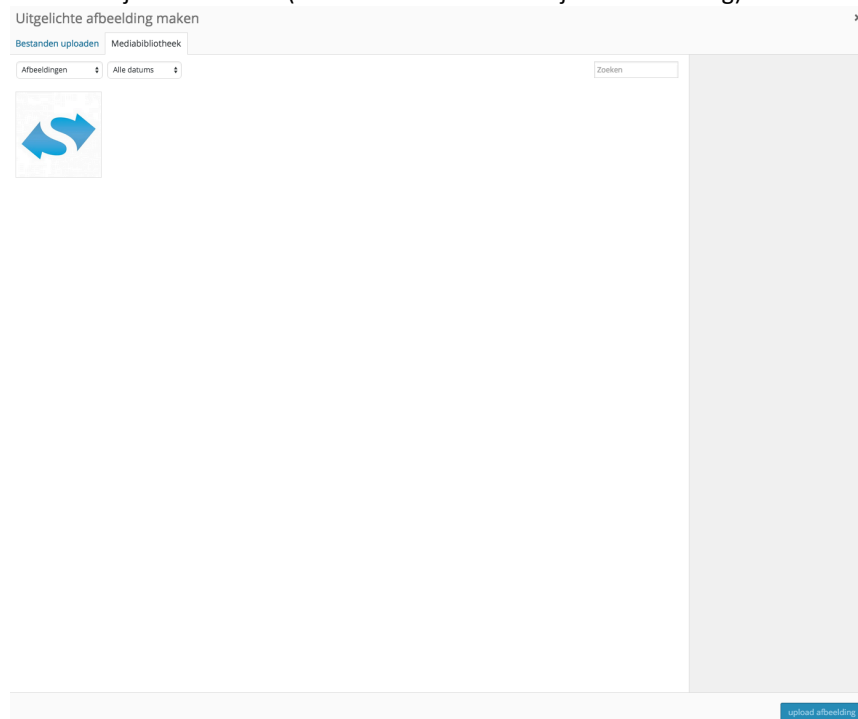 Uitgelichte afbeelding maken
Bestanden uploaden Mediabibliotheek
Afbeeldingen Alle datums Zoeken
upload afbeelding